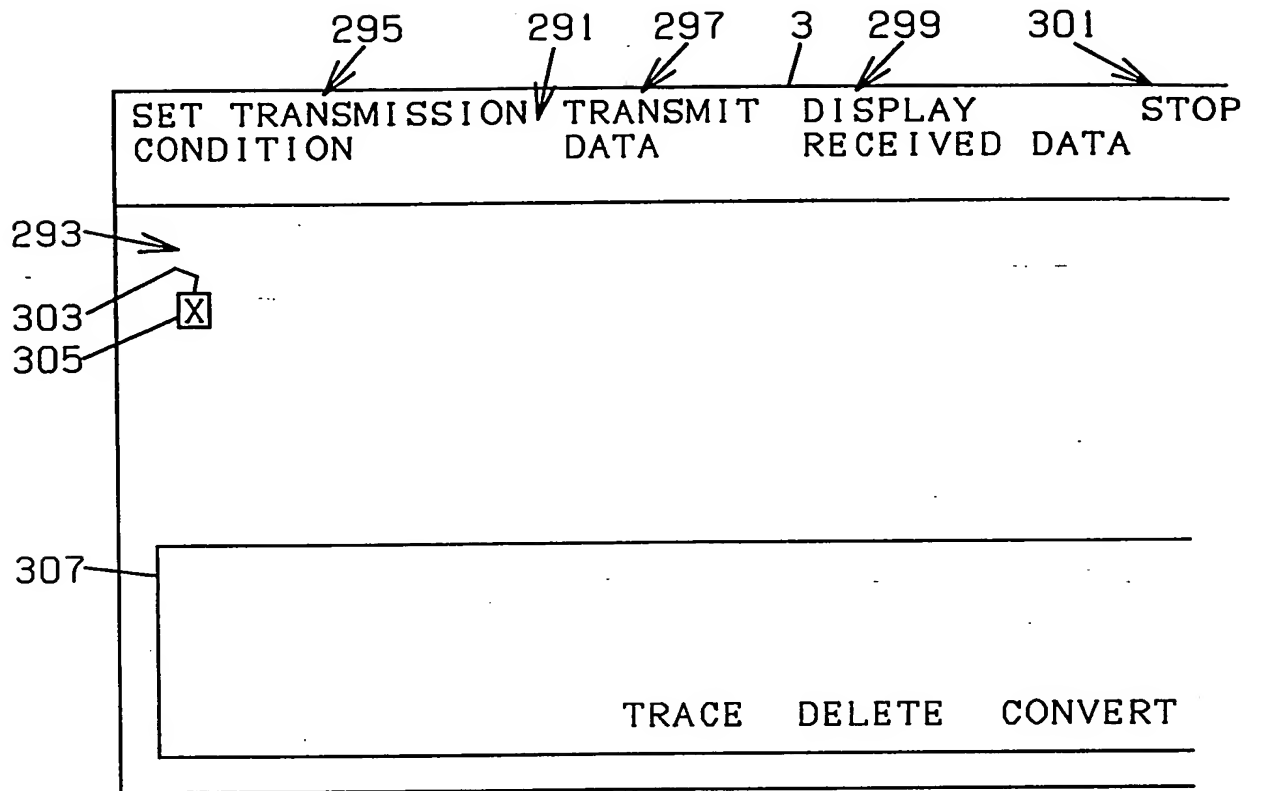 295 291 297 3 299 301
SET TRANSMISSION TRANSMIT DISPLAY STOP
CONDITION DATA RECEIVED DATA
293
303
X
305
307
TRACE DELETE CONVERT